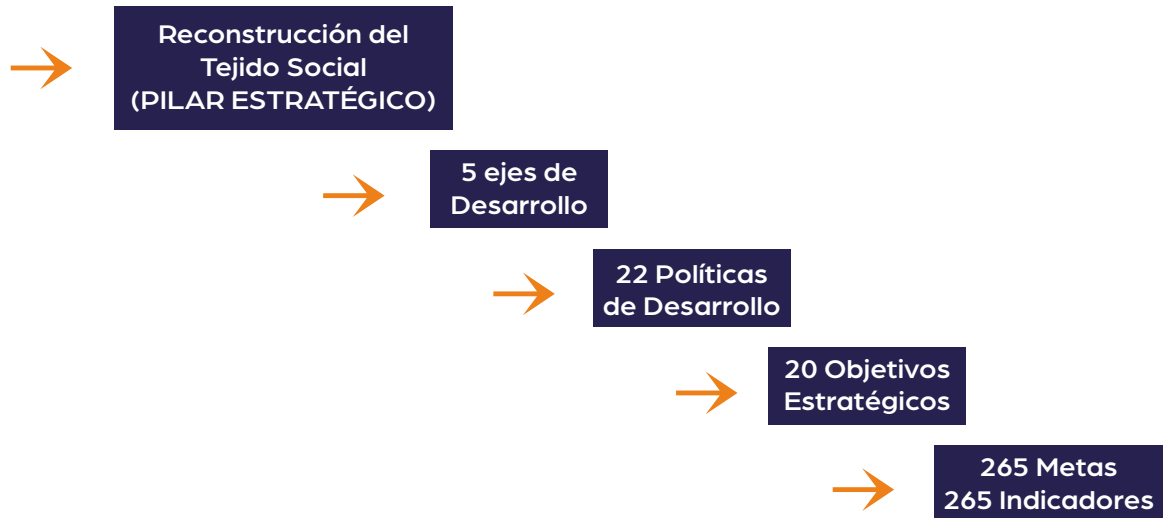 Reconstrucción del
Tejido Social
(PILAR ESTRATÉGICO)
5 ejes de
Desarrollo
22 Políticas
de Desarrollo
20 Objetivos
Estratégicos
265 Metas
265 Indicadores